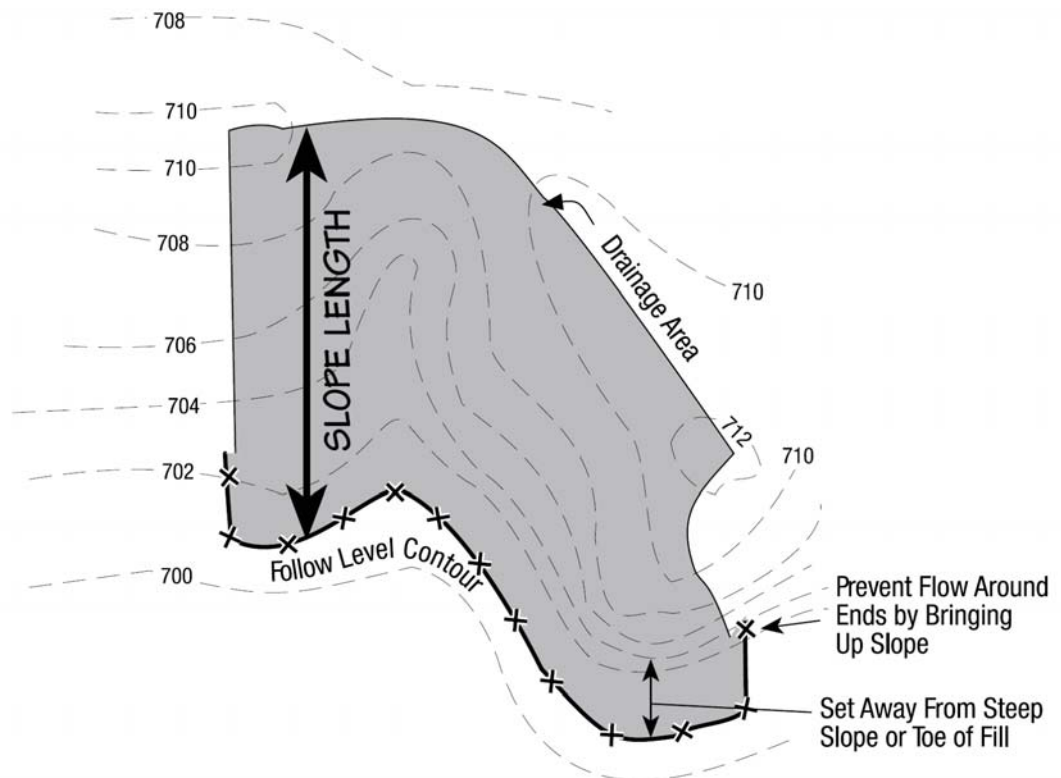 708
710
710
708
SLOPE LENGTH
Drainage Area
710
706
704
712
710
702
Follow Level Contour
700
Prevent Flow Around
Ends by Bringing
Up Slope
Set Away From Steep
Slope or Toe of Fill